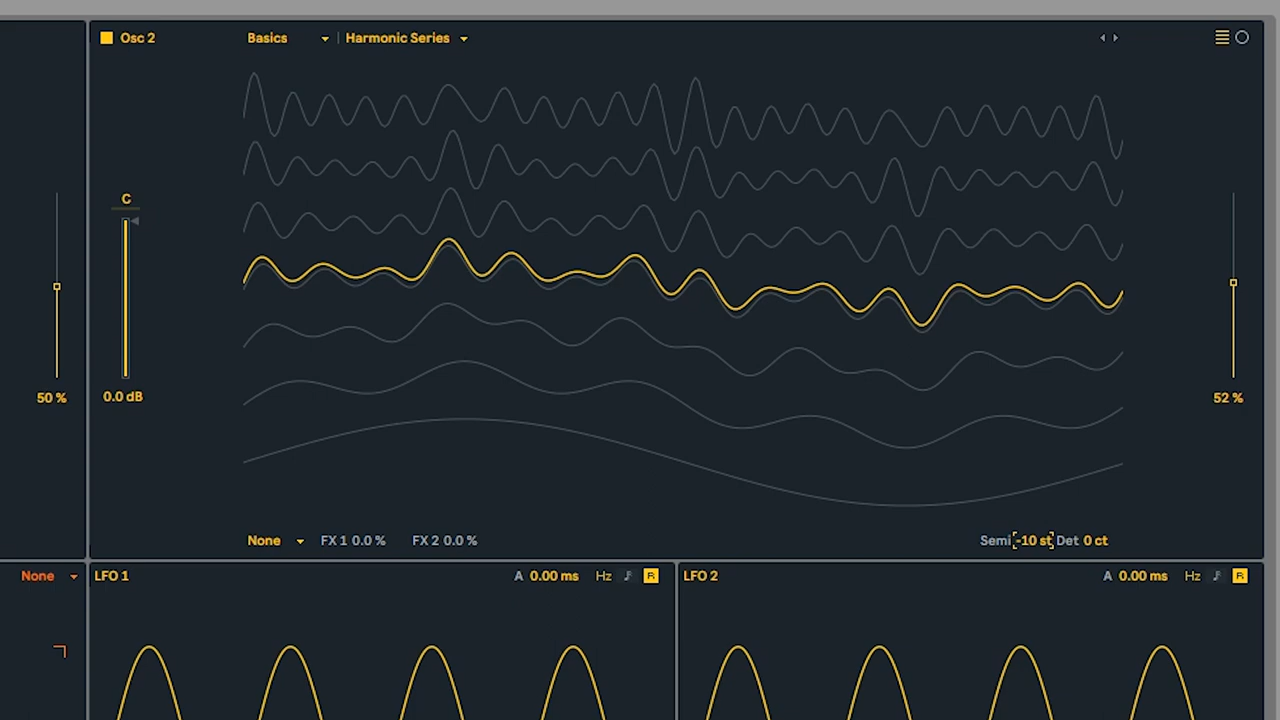 Osc 2 Basics Harmonic Series
C
50 % 0.0 dB 52 %
None FX 1 0.0 % FX 2 0.0 % Semi -10 st Det 0 ct
None LFO 1 A 0.00 ms Hz R LFO 2 A 0.00 ms Hz R